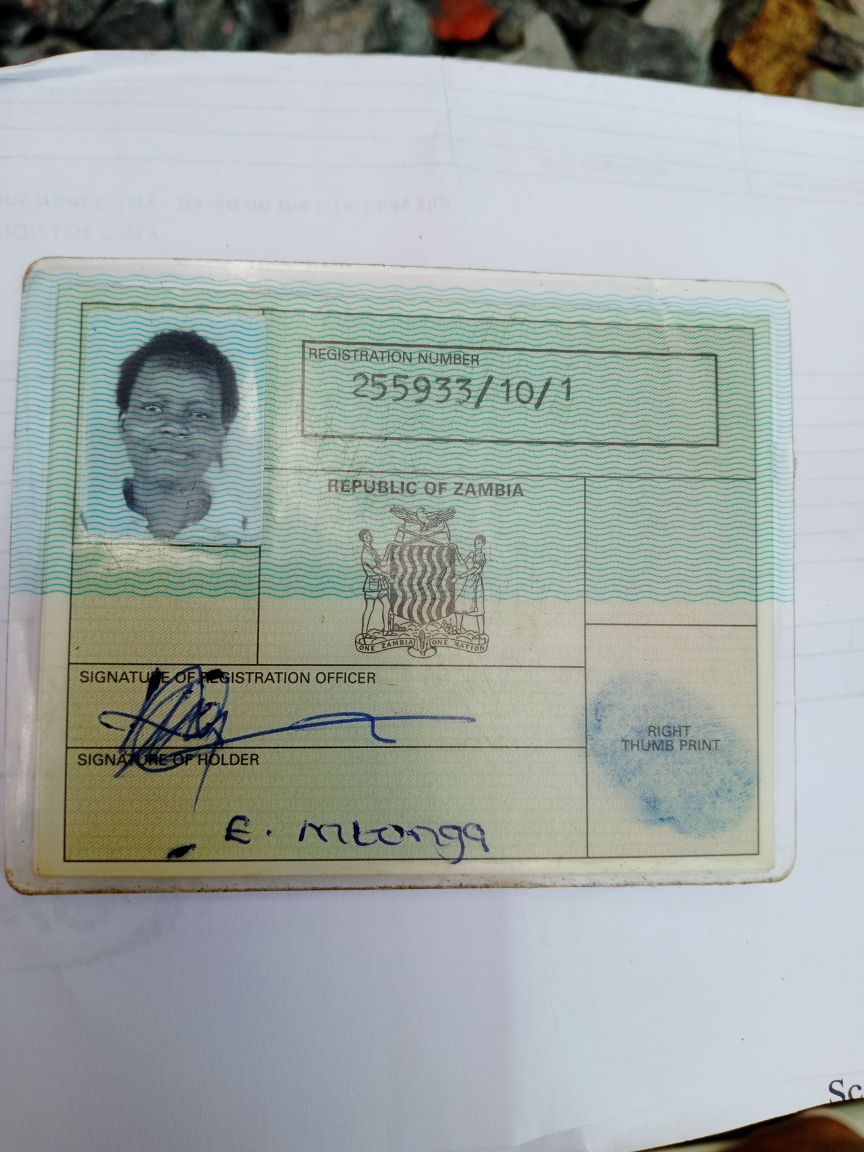 REGISTRATION NUMBER
255933/10/1
REPUBLIC OF ZAMBIA
ONE ZAMBIA ONE NATION
SIGNATURE OF REGISTRATION OFFICER
SIGNATURE OF HOLDER
E.
RIGHT
THUMB PRINT
Sc